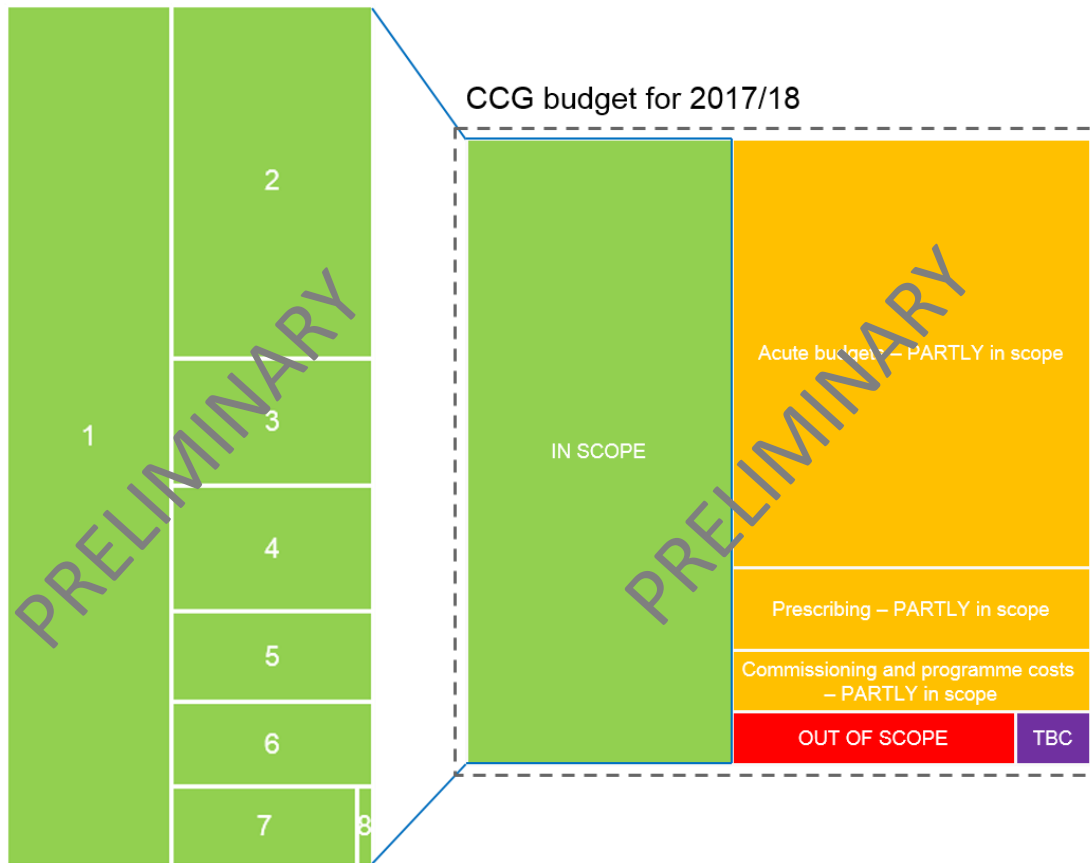 CCG budget for 2017/18
1
2
3
4
5
6
7
8
PRELIMINARY
IN SCOPE
Acute budgets – PARTLY in scope
Prescribing – PARTLY in scope
Commissioning and programme costs
– PARTLY in scope
OUT OF SCOPE
TBC
PRELIMINARY